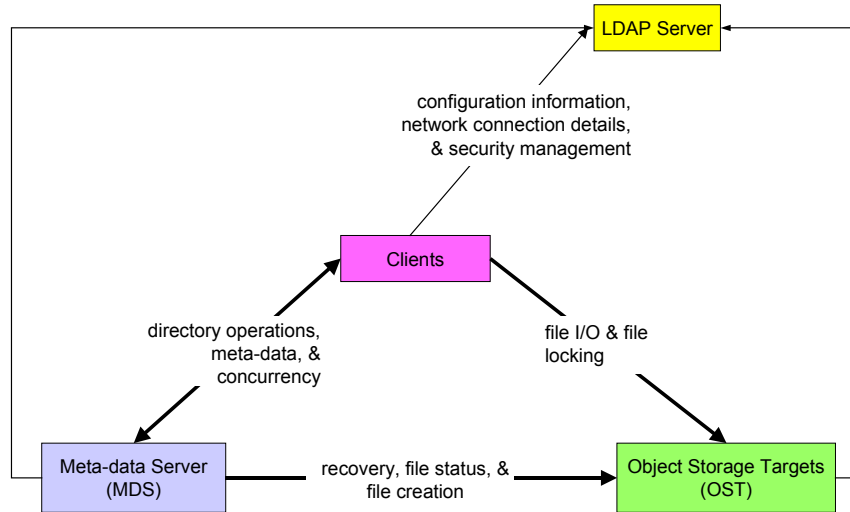 LDAP Server
configuration information,
network connection details,
& security management
Clients
directory operations,
meta-data, &
concurrency
file I/O & file
locking
Meta-data Server
(MDS)
recovery, file status, &
file creation
Object Storage Targets
(OST)